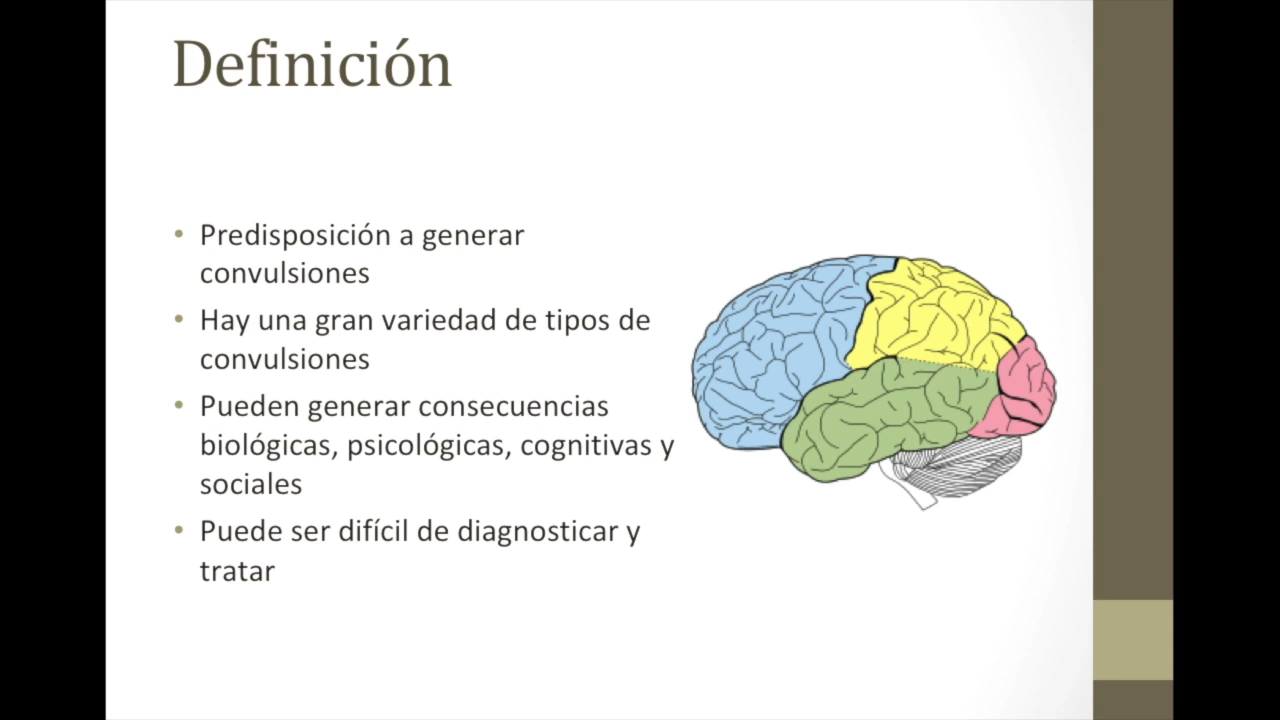 Definición
• Predisposición a generar
convulsiones
• Hay una gran variedad de tipos de
convulsiones
• Pueden generar consecuencias
biológicas, psicológicas, cognitivas y
sociales
• Puede ser difícil de diagnosticar y
tratar